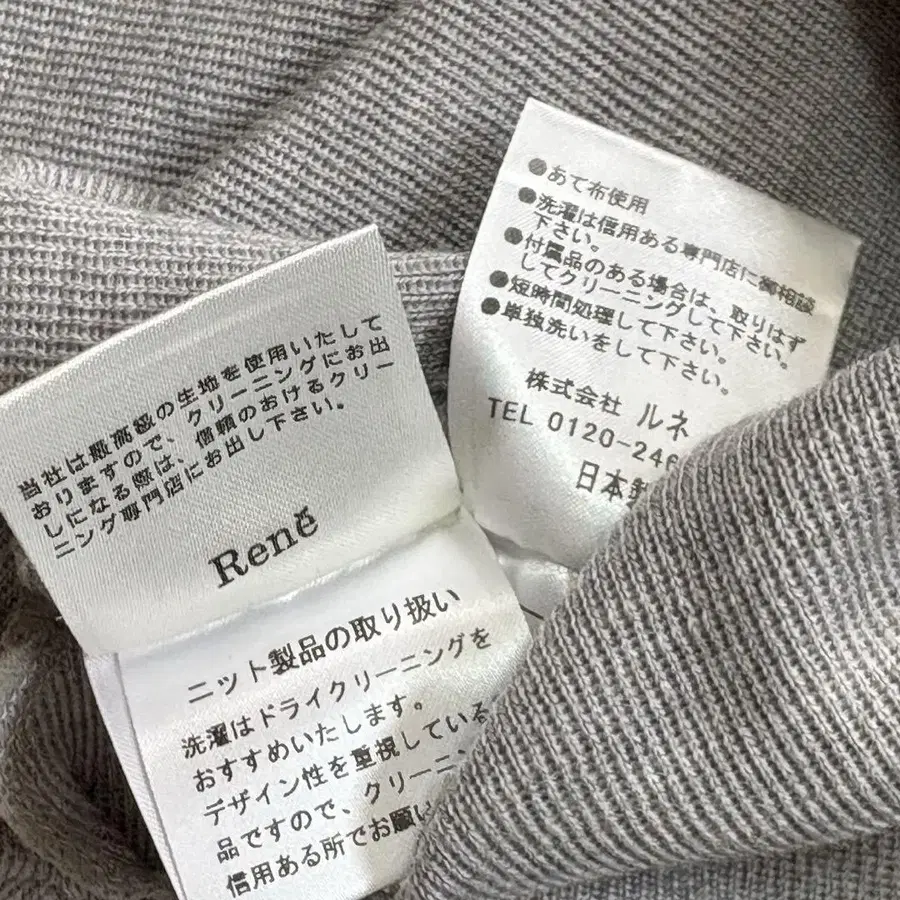 当社は最高級の生地を使用いたして
おりますので、クリーニングにお出
しになる際は、信頼のおけるクリー
ニング専門店にお出し下さい。
René
ニット製品の取り扱い
洗濯はドライクリーニングを
おすすめいたします。
デザイン性を重視している
品ですので、クリーニ
信用ある所でお願い
●あて布使用
●洗濯は信用ある専門店に御相談
下さい。
●付属品のある場合は、取りはず
してクリーニングして下さい。
●短時間処理して下さい。
●単独洗いをして下さい。
株式会社 ルネ
TEL 0120-246
日本製